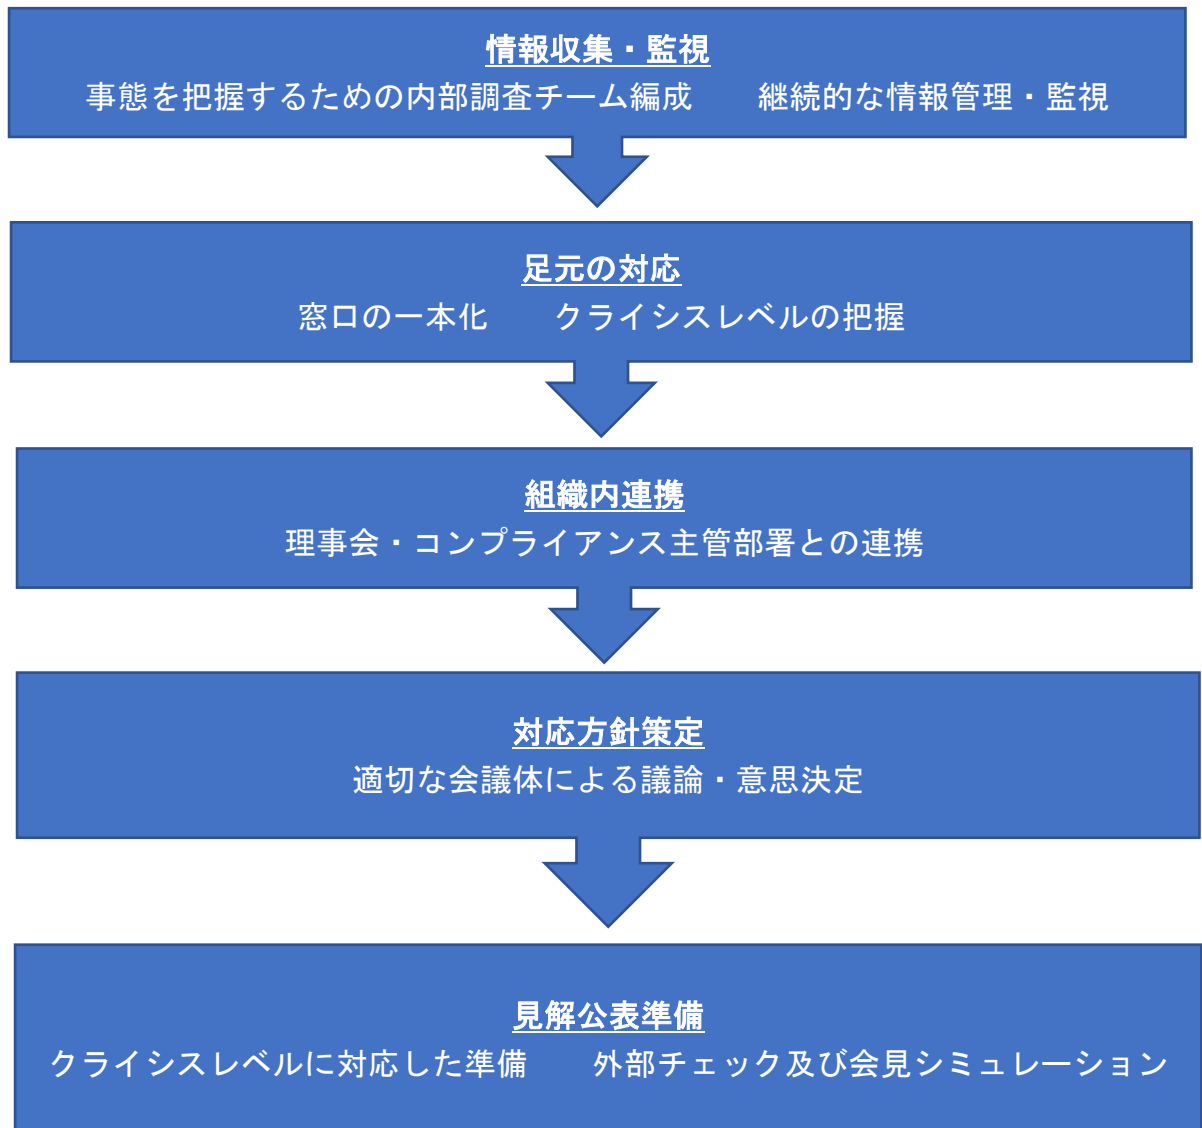 情報収集・監視
事態を把握するための内部調査チーム編成　　継続的な情報管理・監視
足元の対応
窓口の一本化　　クライシスレベルの把握
組織内連携
理事会・コンプライアンス主管部署との連携
対応方針策定
適切な会議体による議論・意思決定
見解公表準備
クライシスレベルに対応した準備　　外部チェック及び会見シミュレーション